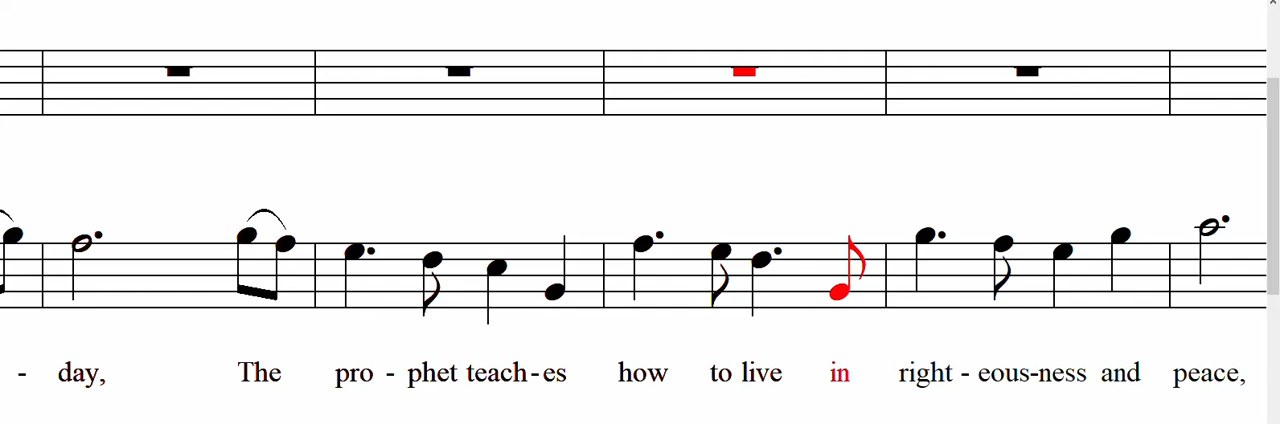 - day, The pro - phet teach-es how to live in right - eous-ness and peace,